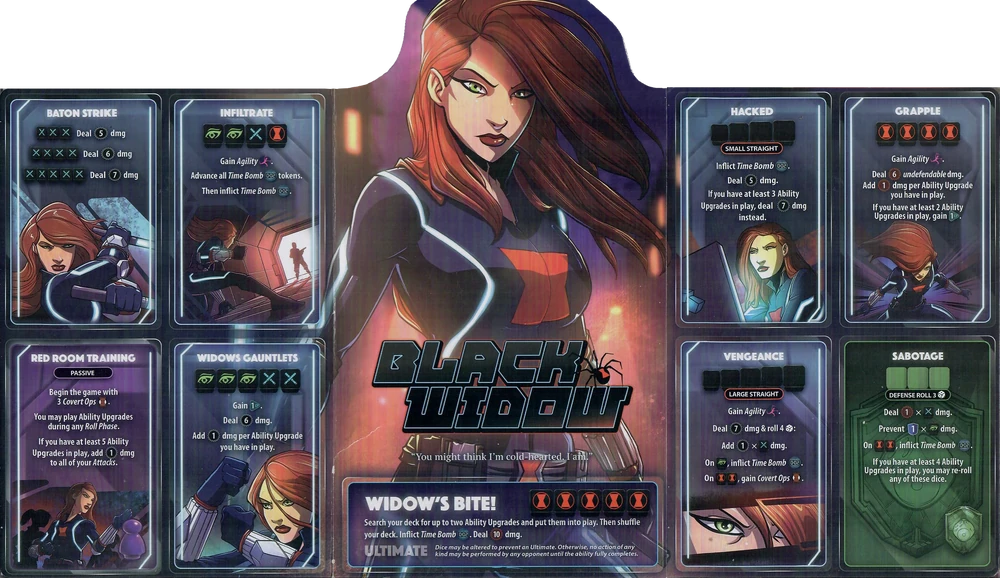 BATON STRIKE
Deal 5 dmg
Deal 6 dmg
Deal 7 dmg
INFILTRATE
Gain Agility
Advance all Time Bomb tokens.
Then inflict Time Bomb
RED ROOM TRAINING
PASSIVE
Begin the game with
3 Covert Ops
You may play Ability Upgrades
during any Roll Phase.
If you have at least 5 Ability
Upgrades in play, add 1 dmg
to all of your Attacks.
WIDOWS GAUNTLETS
Gain 1
Deal 6 dmg.
Add 1 dmg per Ability Upgrade
you have in play.
BLACK
WIDOW
"You might think I'm cold-hearted. I am."
WIDOW'S BITE!
Search your deck for up to two Ability Upgrades and put them into play. Then shuffle
your deck. Inflict Time Bomb . Deal 10 dmg.
ULTIMATE
Dice may be altered to prevent an Ultimate. Otherwise, no action of any
kind may be performed by any opponent until the ability fully completes.
HACKED
SMALL STRAIGHT
Inflict Time Bomb .
Deal 5 dmg.
If you have at least 3 Ability
Upgrades in play, deal 7 dmg
instead.
GRAPPLE
Gain Agility .
Deal 6 undefendable dmg.
Add 1 dmg per Ability Upgrade
you have in play.
If you have at least 2 Ability
Upgrades in play, gain 1 .
VENGEANCE
LARGE STRAIGHT
Gain Agility .
Deal 7 dmg & roll 4 :
Add 1 × dmg.
On , inflict Time Bomb .
On , gain Covert Ops .
SABOTAGE
DEFENSE ROLL 3
Deal 1 × dmg.
Prevent 1 × dmg.
On , inflict Time Bomb .
If you have at least 4 Ability
Upgrades in play, you may re-roll
any of these dice.